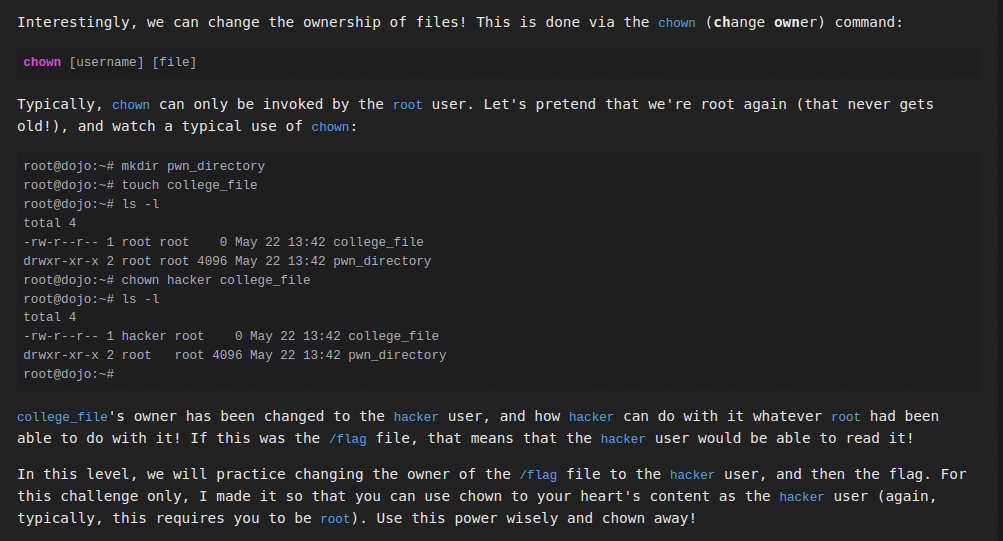 Interestingly, we can change the ownership of files! This is done via the chown (change owner) command:
chown [username] [file]
Typically, chown can only be invoked by the root user. Let's pretend that we're root again (that never gets
old!), and watch a typical use of chown:
root@dojo:~# mkdir pwn_directory
root@dojo:~# touch college_file
root@dojo:~# ls -l
total 4
-rw-r--r-- 1 root root    0 May 22 13:42 college_file
drwxr-xr-x 2 root root 4096 May 22 13:42 pwn_directory
root@dojo:~# chown hacker college_file
root@dojo:~# ls -l
total 4
-rw-r--r-- 1 hacker root    0 May 22 13:42 college_file
drwxr-xr-x 2 root   root 4096 May 22 13:42 pwn_directory
root@dojo:~#
college_file's owner has been changed to the hacker user, and how hacker can do with it whatever root had been
able to do with it! If this was the /flag file, that means that the hacker user would be able to read it!
In this level, we will practice changing the owner of the /flag file to the hacker user, and then the flag. For
this challenge only, I made it so that you can use chown to your heart's content as the hacker user (again,
typically, this requires you to be root). Use this power wisely and chown away!